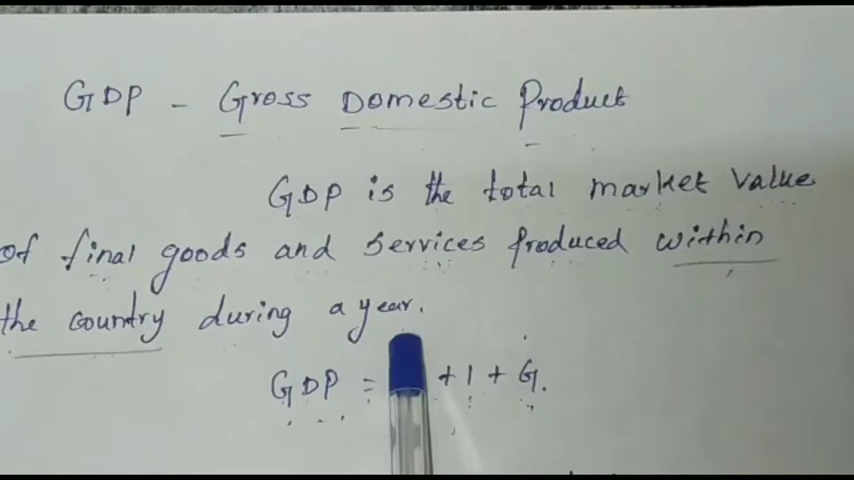 GDP - Gross Domestic Product
GDP is the total market value
of final goods and services produced within
the country during a year.
GDP = + I + G.